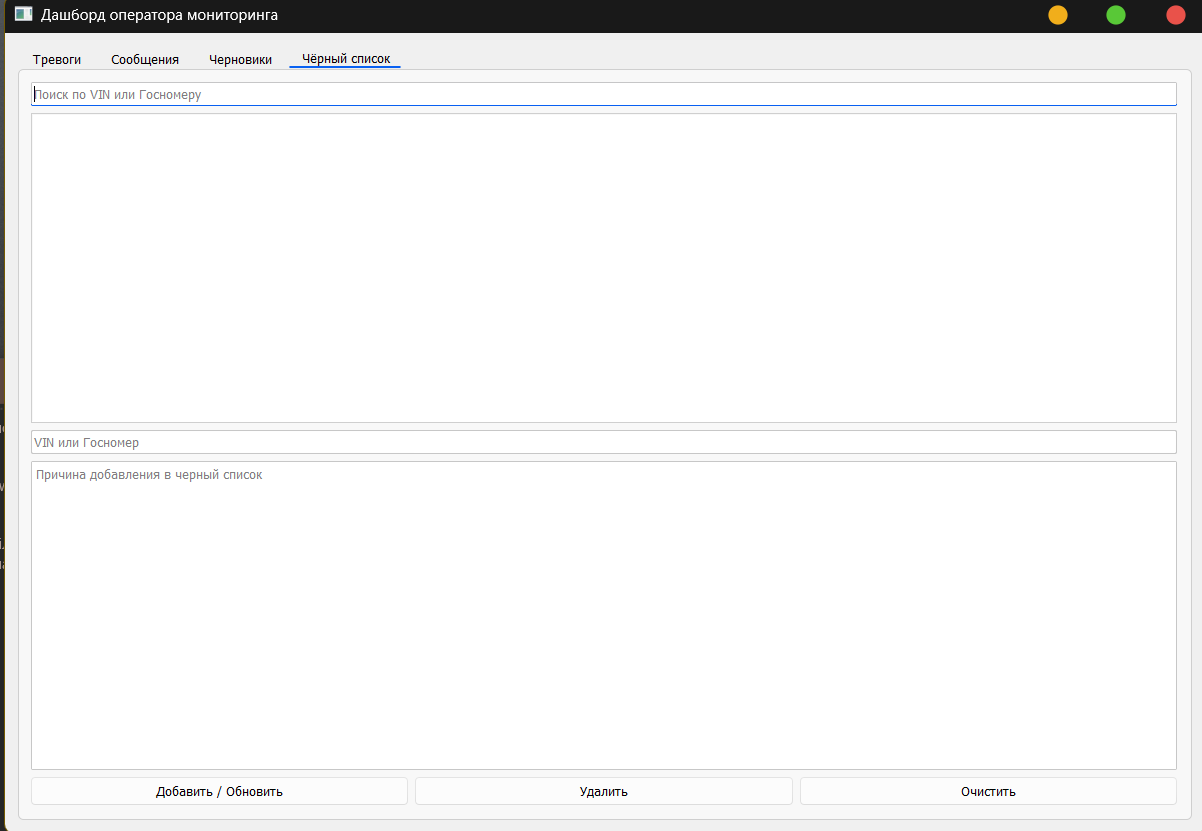 Дашборд оператора мониторинга
Тревоги Сообщения Черновики Чёрный список
Поиск по VIN или Госномеру
VIN или Госномер
Причина добавления в черный список
Добавить / Обновить Удалить Очистить